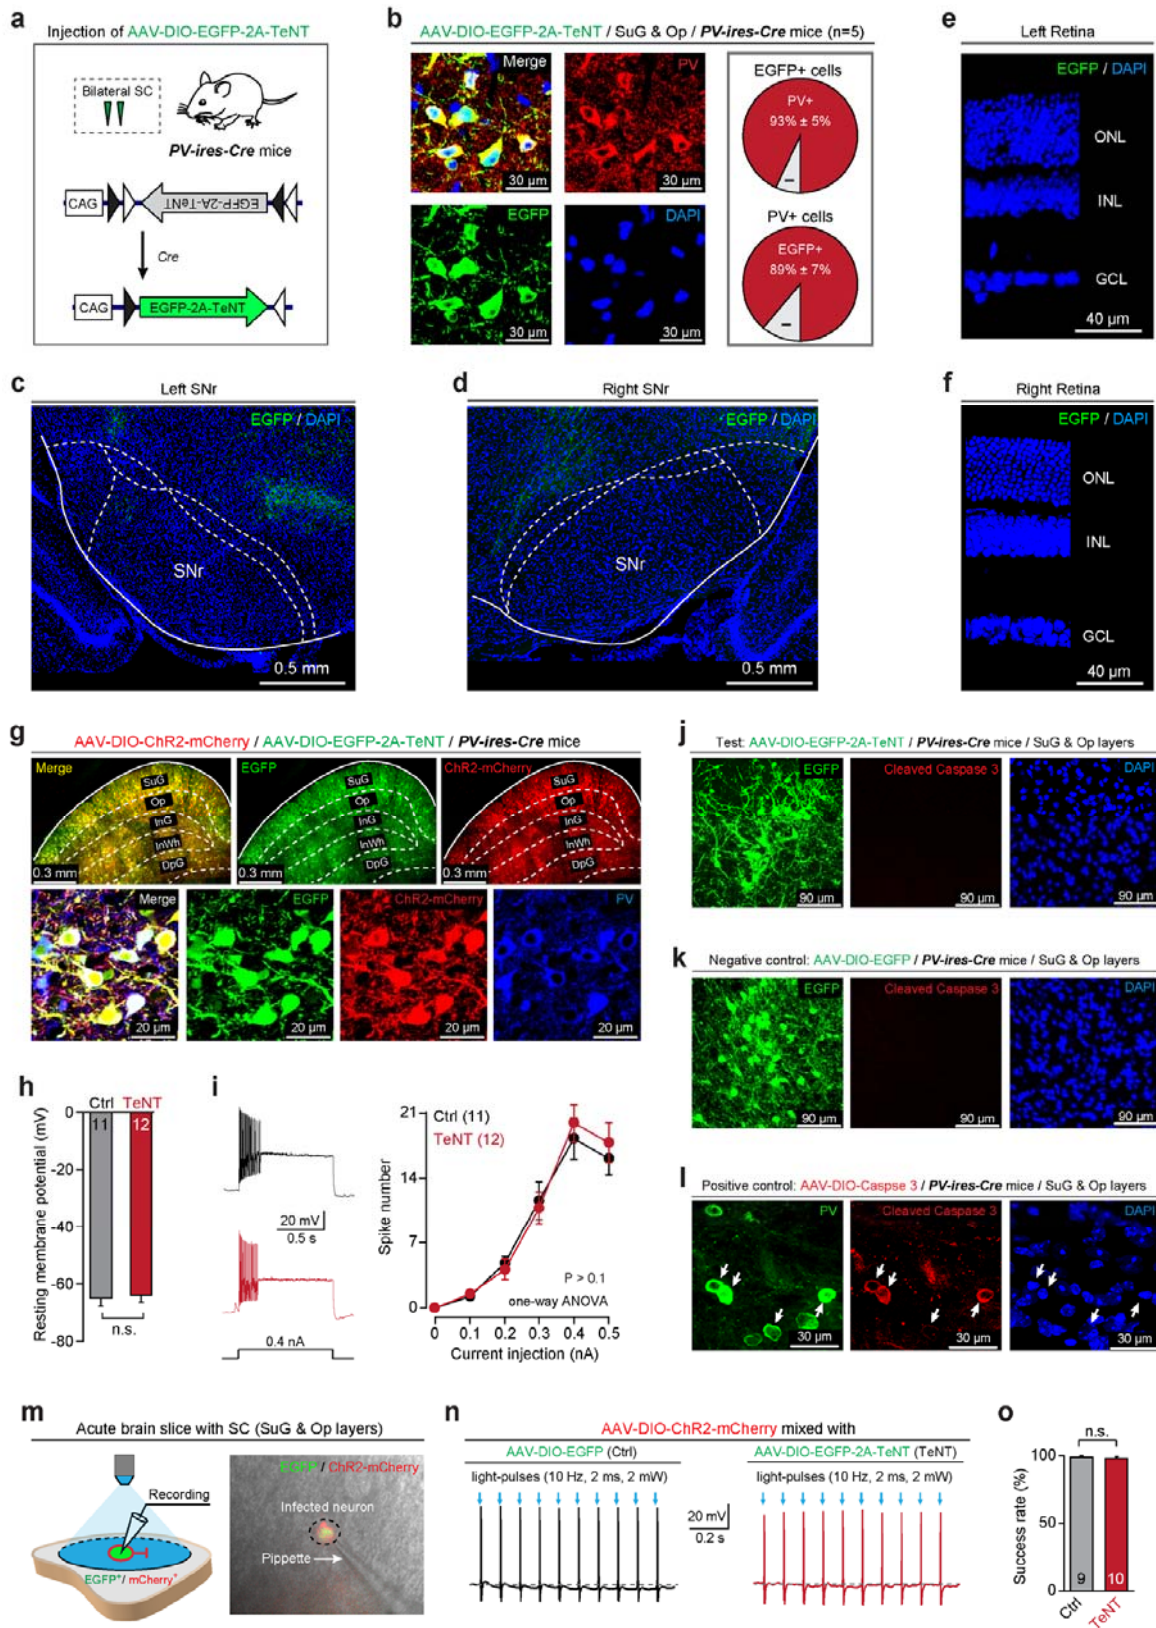 a
Injection of AAV-DIO-EGFP-2A-TeNT
Bilateral SC
PV-ires-Cre mice
CAG
EGFP-2A-TeNT
Cre
CAG
EGFP-2A-TeNT
b
AAV-DIO-EGFP-2A-TeNT / SuG & Op / PV-ires-Cre mice (n=5)
Merge
30 µm
PV
30 µm
EGFP
30 µm
DAPI
30 µm
EGFP+ cells
PV+
93% ± 5%
–
PV+ cells
EGFP+
89% ± 7%
–
e
Left Retina
EGFP / DAPI
ONL
INL
GCL
40 µm
c
Left SNr
EGFP / DAPI
SNr
0.5 mm
d
Right SNr
EGFP / DAPI
SNr
0.5 mm
f
Right Retina
EGFP / DAPI
ONL
INL
GCL
40 µm
g
AAV-DIO-ChR2-mCherry / AAV-DIO-EGFP-2A-TeNT / PV-ires-Cre mice
Merge
SuG
Op
InG
InWh
DpG
0.3 mm
EGFP
SuG
Op
InG
InWh
DpG
0.3 mm
ChR2-mCherry
SuG
Op
InG
InWh
DpG
0.3 mm
Merge
20 µm
EGFP
20 µm
ChR2-mCherry
20 µm
PV
20 µm
j
Test: AAV-DIO-EGFP-2A-TeNT / PV-ires-Cre mice / SuG & Op layers
EGFP
90 µm
Cleaved Caspase 3
90 µm
DAPI
90 µm
k
Negative control: AAV-DIO-EGFP / PV-ires-Cre mice / SuG & Op layers
EGFP
90 µm
Cleaved Caspase 3
90 µm
DAPI
90 µm
l
Positive control: AAV-DIO-Caspse 3 / PV-ires-Cre mice / SuG & Op layers
PV
30 µm
Cleaved Caspase 3
30 µm
DAPI
30 µm
h
Ctrl TeNT
Resting membrane potential (mV)
0
-20
-40
-60
-80
11
12
n.s.
i
20 mV
0.5 s
0.4 nA
Spike number
21
14
7
0
Ctrl (11)
TeNT (12)
P > 0.1
one-way ANOVA
0 0.1 0.2 0.3 0.4 0.5
Current injection (nA)
m
Acute brain slice with SC (SuG & Op layers)
Recording
EGFP+/ mCherry+
EGFP / ChR2-mCherry
Infected neuron
Pippette
n
AAV-DIO-ChR2-mCherry mixed with
AAV-DIO-EGFP (Ctrl)
light-pulses (10 Hz, 2 ms, 2 mW)
20 mV
0.2 s
AAV-DIO-EGFP-2A-TeNT (TeNT)
light-pulses (10 Hz, 2 ms, 2 mW)
o
n.s.
Success rate (%)
100
50
0
9
10
Ctrl
TeNT